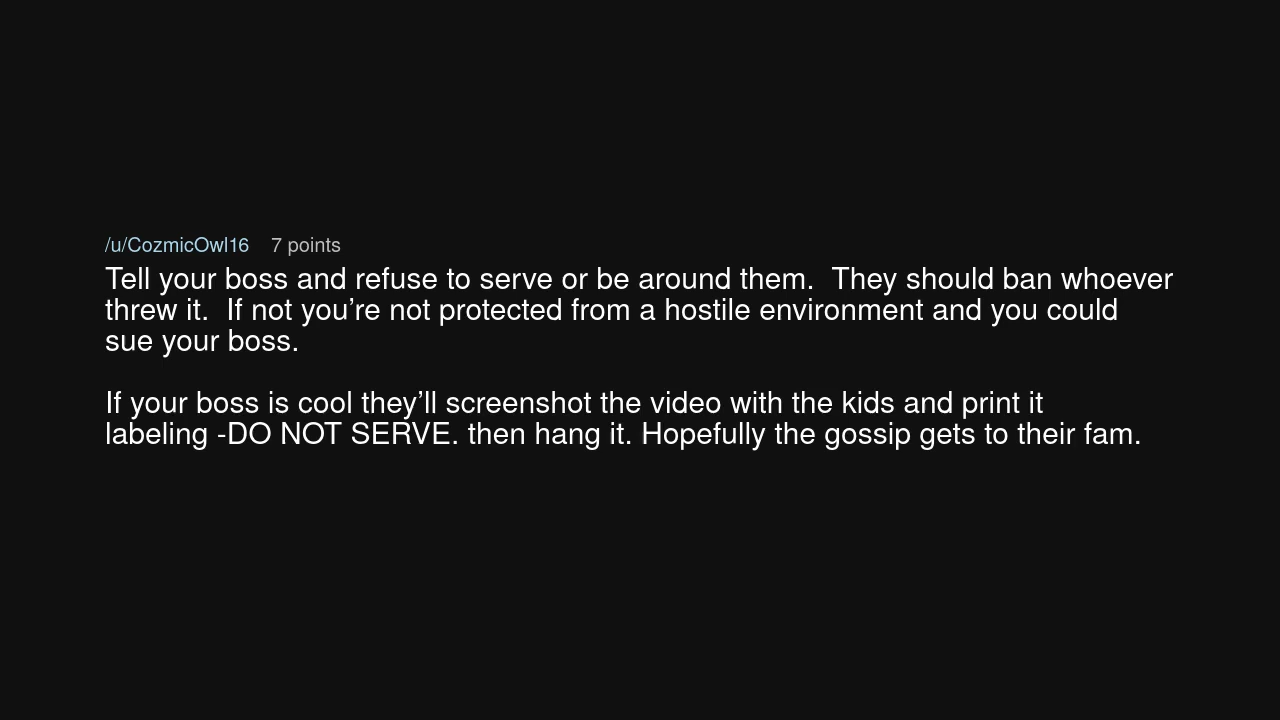 /u/CozmicOwl16 7 points
Tell your boss and refuse to serve or be around them.  They should ban whoever
threw it.  If not you’re not protected from a hostile environment and you could
sue your boss.
If your boss is cool they’ll screenshot the video with the kids and print it
labeling -DO NOT SERVE. then hang it. Hopefully the gossip gets to their fam.